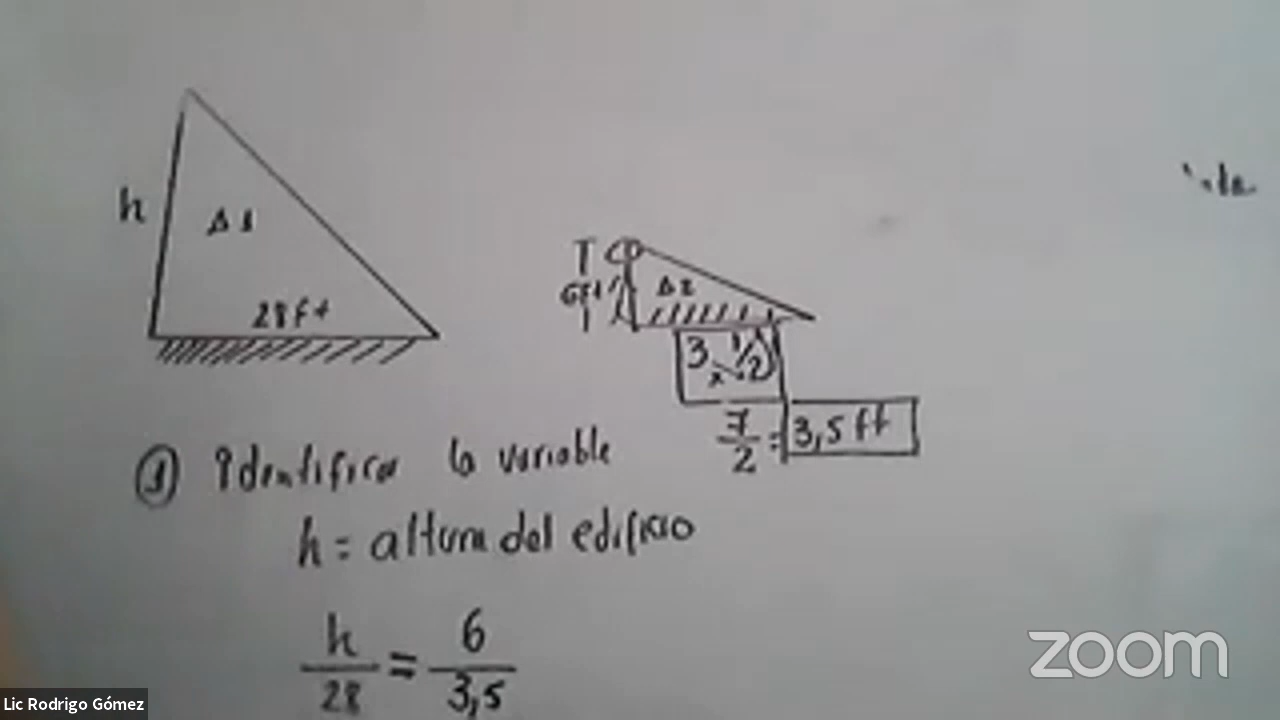 h
Δ1
28ft
6ft
Δ2
3 1/2
7/2 = 3,5 ft
① Identificar la variable
h = altura del edificio
h/28 = 6/3,5
zoom
Lic Rodrigo Gómez